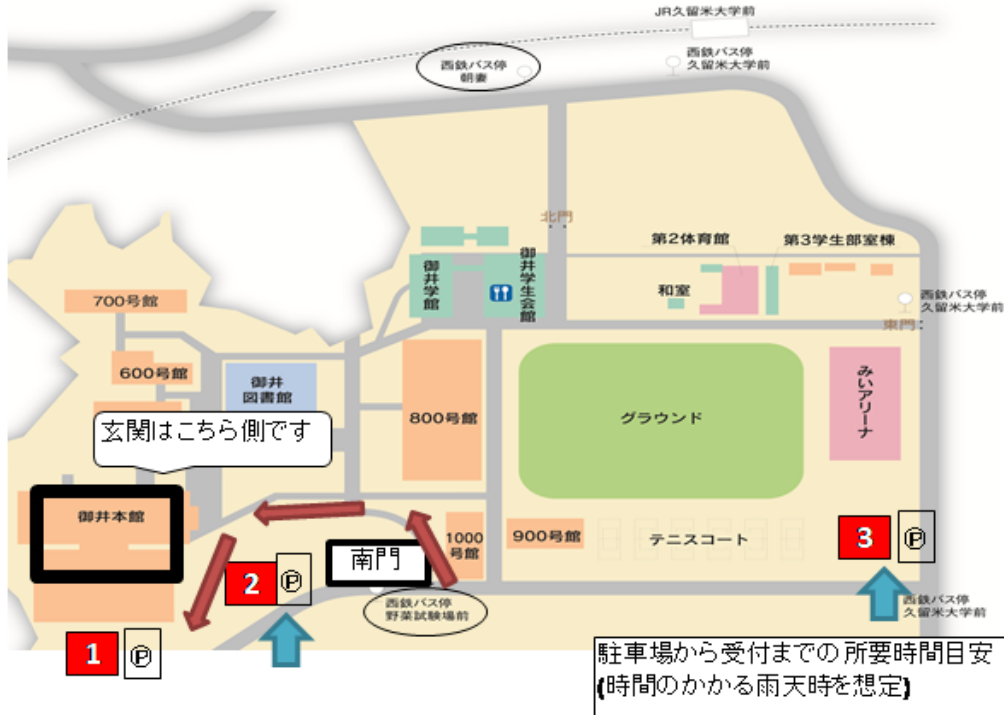 JR久留米大学前
西鉄バス停
朝妻
西鉄バス停
久留米大学前
北門
第2体育館
第3学生部室棟
御井学館
御井学生会館
和室
西鉄バス停
久留米大学前
東門
700号館
600号館
御井
図書館
800号館
グラウンド
みいアリーナ
玄関はこちら側です
御井本館
1000
号館
900号館
テニスコート
3 P
南門
2 P
西鉄バス停
野菜試験場前
西鉄バス停
久留米大学前
1 P
駐車場から受付までの所要時間目安
(時間のかかる雨天時を想定)